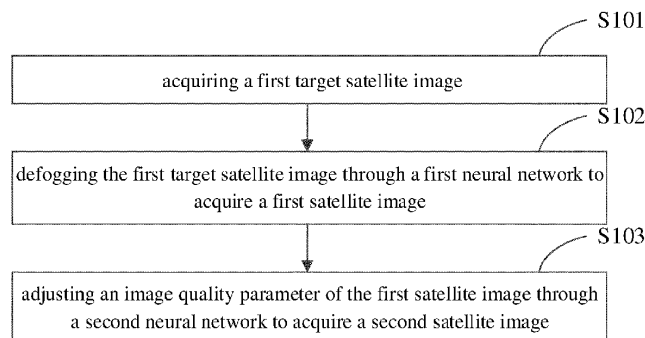 S101
acquiring a first target satellite image
S102
defogging the first target satellite image through a first neural network to
acquire a first satellite image
S103
adjusting an image quality parameter of the first satellite image through
a second neural network to acquire a second satellite image